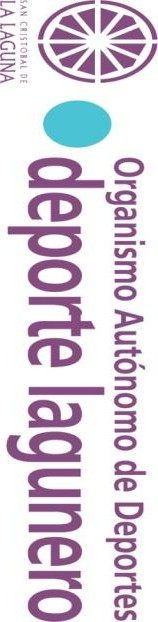 SAN CRISTÓBAL DE
LA LAGUNA
Organismo Autónomo de Deportes
deporte lagunero